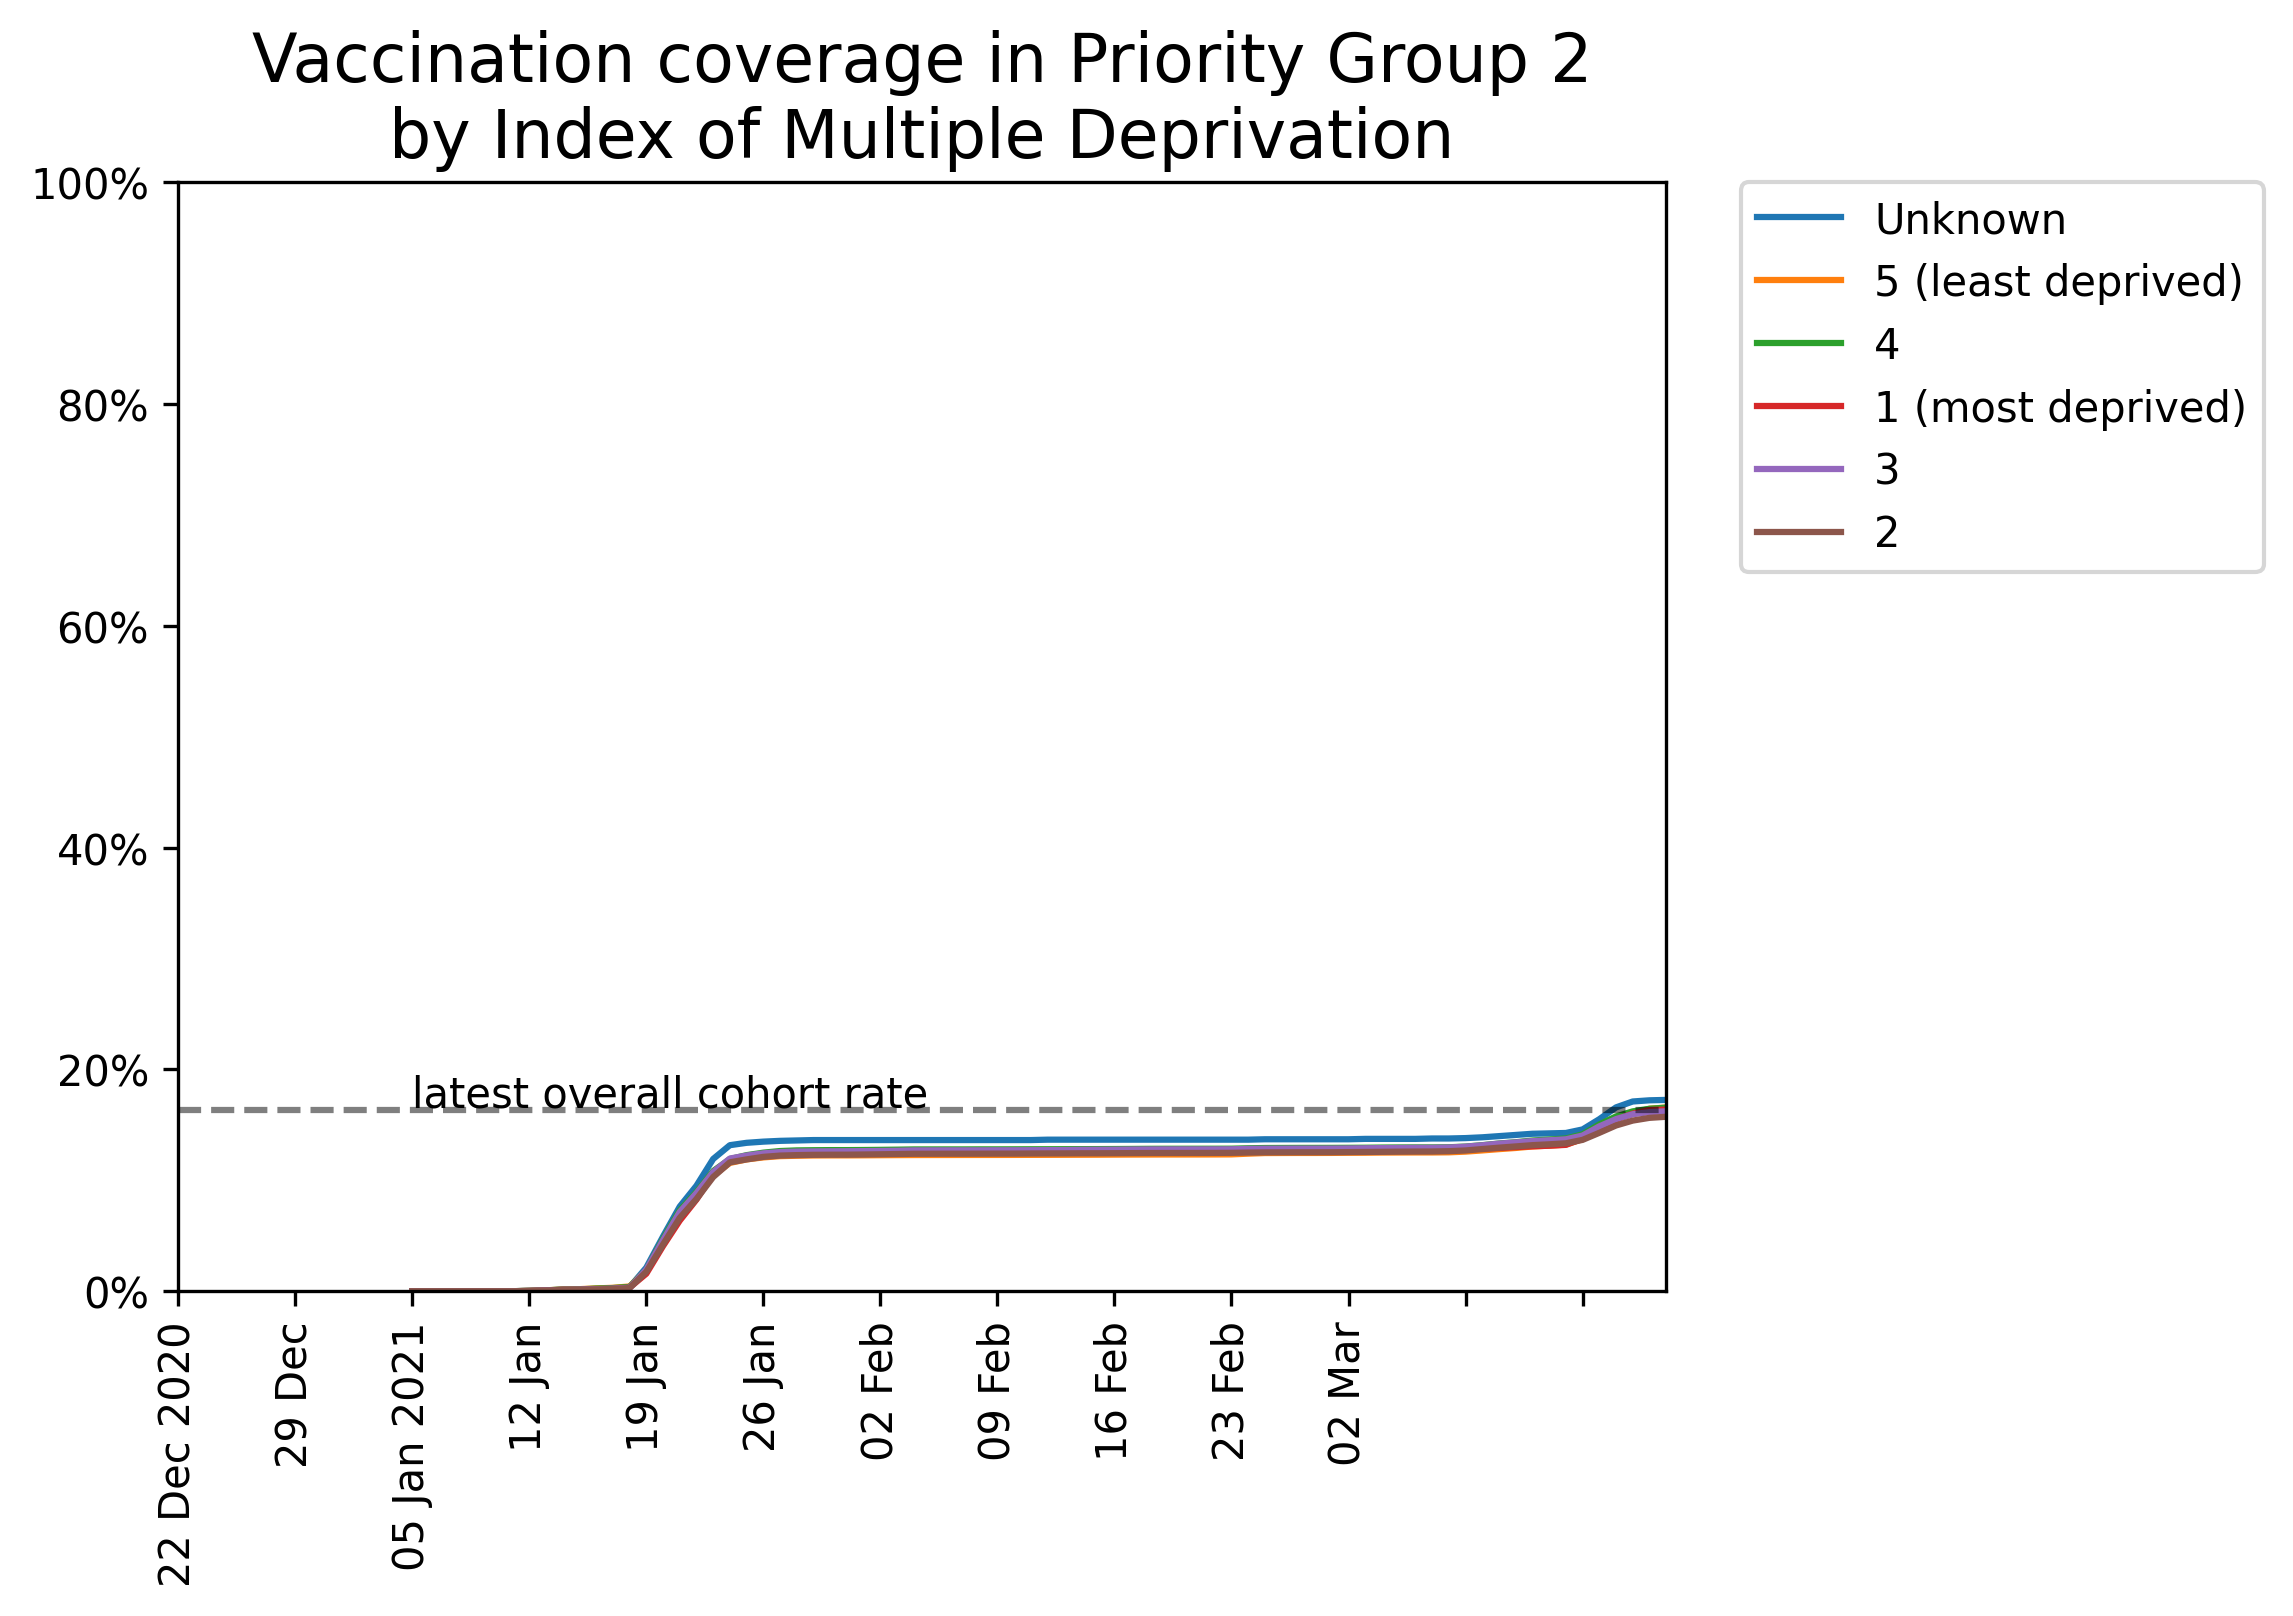 Vaccination coverage in Priority Group 2
by Index of Multiple Deprivation
100%
80%
60%
40%
20%
0%
latest overall cohort rate
22 Dec 2020
29 Dec
05 Jan 2021
12 Jan
19 Jan
26 Jan
02 Feb
09 Feb
16 Feb
23 Feb
02 Mar
Unknown
5 (least deprived)
4
1 (most deprived)
3
2